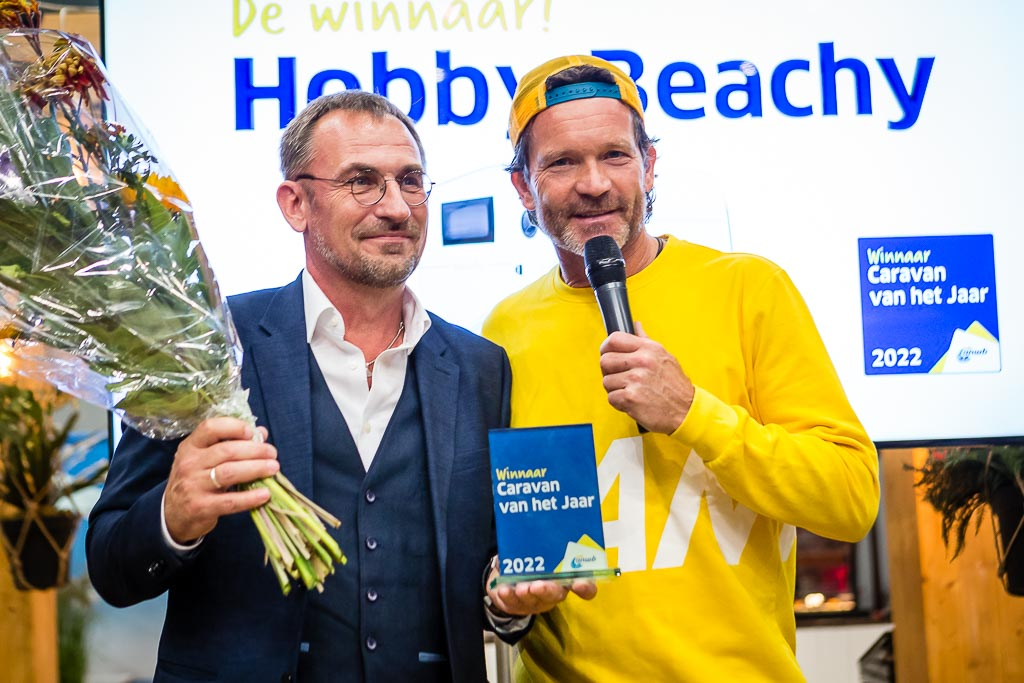 De winnaar!
Hobby Beachy
Winnaar
Caravan
van het Jaar
2022
Winnaar
Caravan
van het Jaar
2022